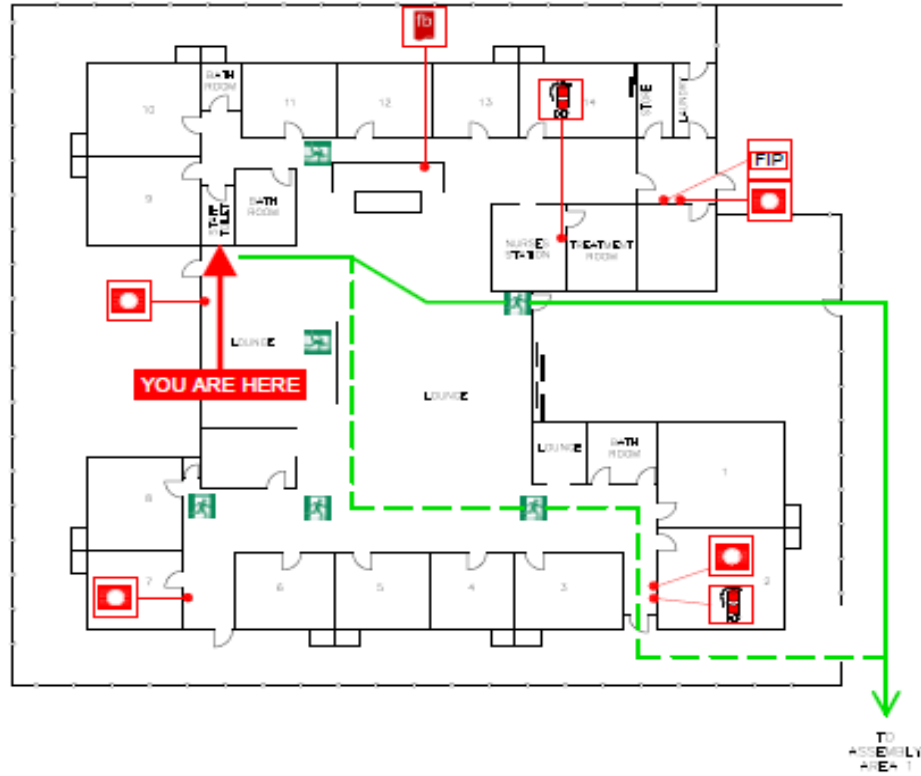 fb
BATH
ROOM
10
11
12
13
14
STORE
LAUNDRY
FIP
9
STAFF
TOILET
BATH
ROOM
NURSES
STATION
TREATMENT
ROOM
LOUNGE
YOU ARE HERE
LOUNGE
LOUNGE
BATH
ROOM
1
8
7
6
5
4
3
2
TO
ASSEMBLY
AREA 1